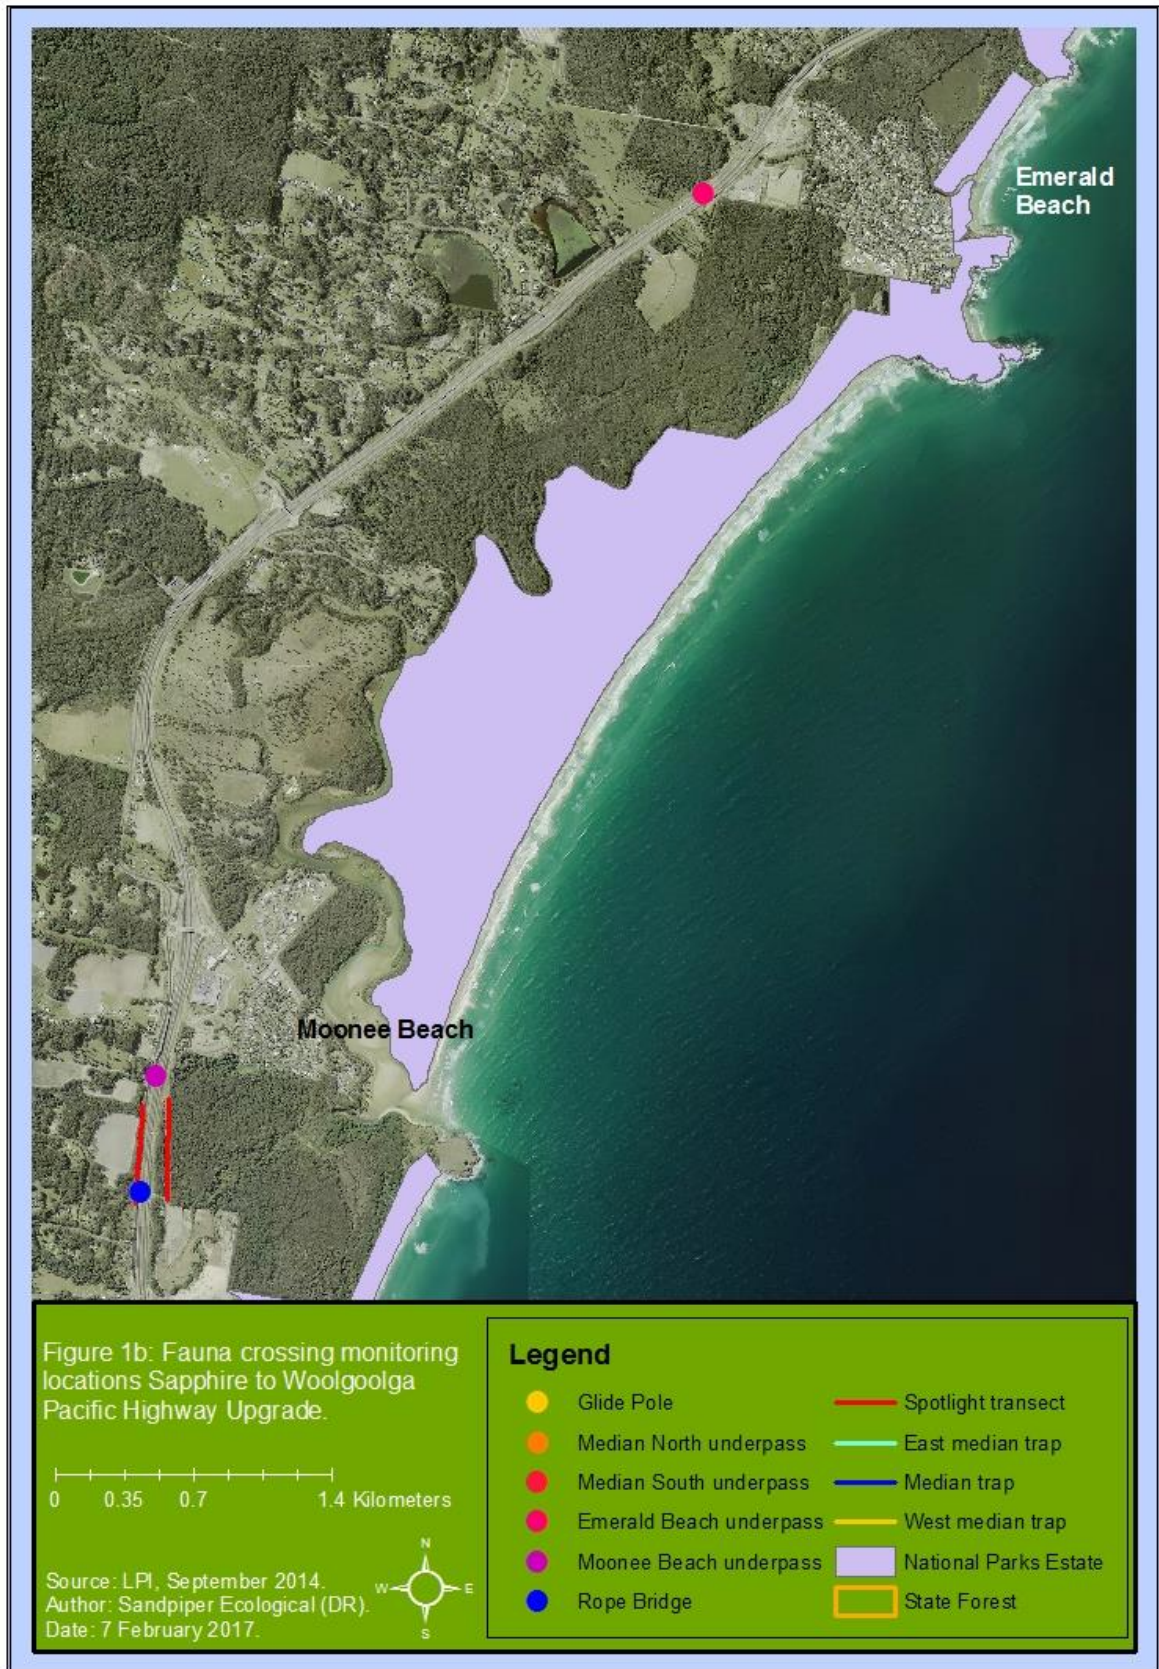 Emerald
Beach
Moonee Beach
Figure 1b: Fauna crossing monitoring
locations Sapphire to Woolgoolga
Pacific Highway Upgrade.
0 0.35 0.7 1.4 Kilometers
Source: LPI, September 2014.
Author: Sandpiper Ecological (DR).
Date: 7 February 2017.
N
W E
S
Legend
Glide Pole
Median North underpass
Median South underpass
Emerald Beach underpass
Moonee Beach underpass
Rope Bridge
Spotlight transect
East median trap
Median trap
West median trap
National Parks Estate
State Forest